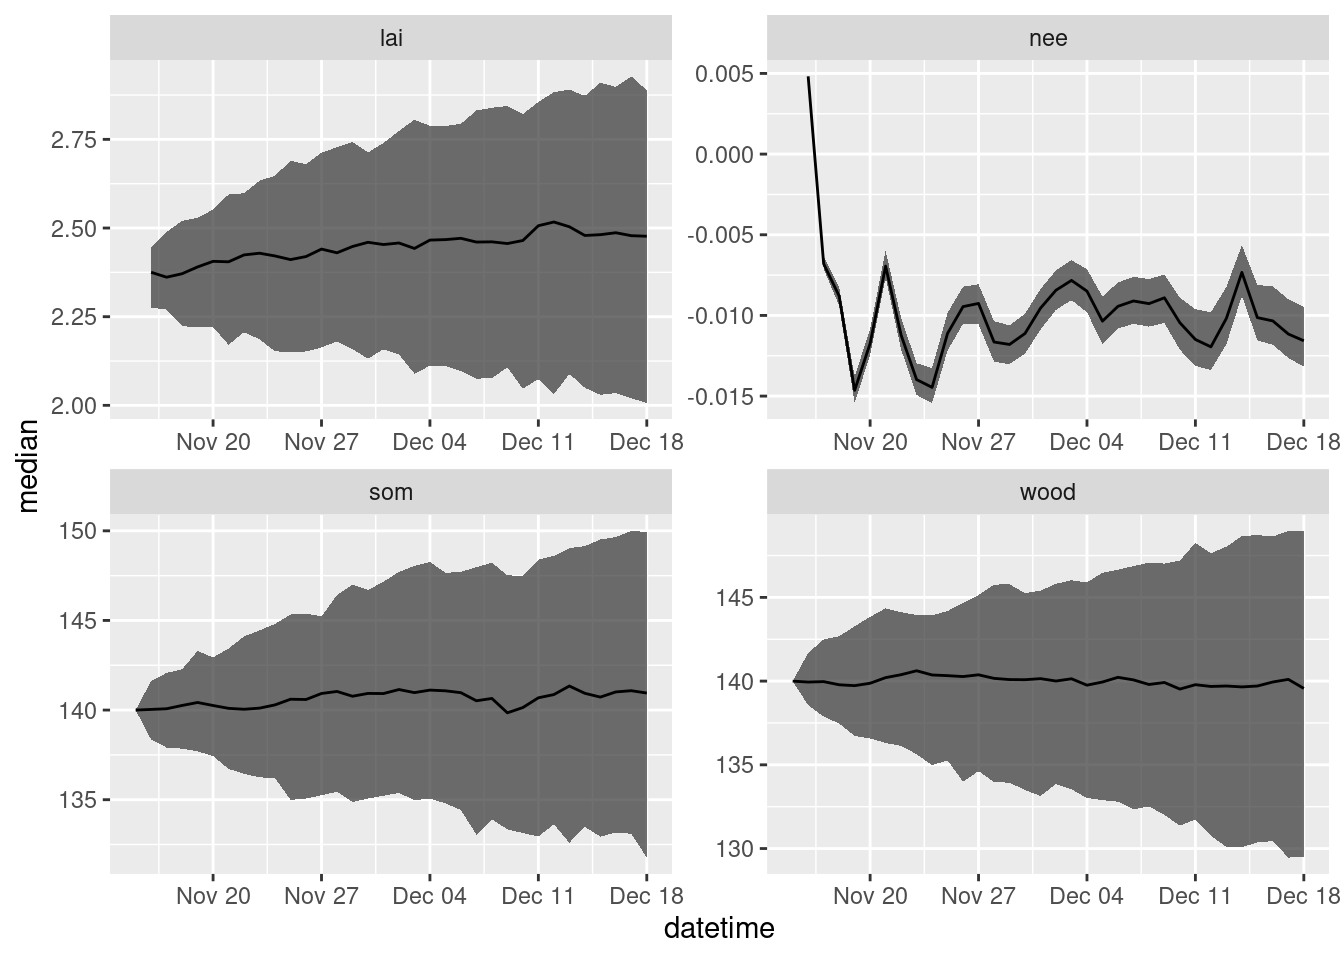 lai
nee
2.75
2.50
2.25
2.00
0.005
0.000
-0.005
-0.010
-0.015
Nov 20 Nov 27 Dec 04 Dec 11 Dec 18
Nov 20 Nov 27 Dec 04 Dec 11 Dec 18
median
som
wood
150
145
140
135
145
140
135
130
Nov 20 Nov 27 Dec 04 Dec 11 Dec 18
Nov 20 Nov 27 Dec 04 Dec 11 Dec 18
datetime